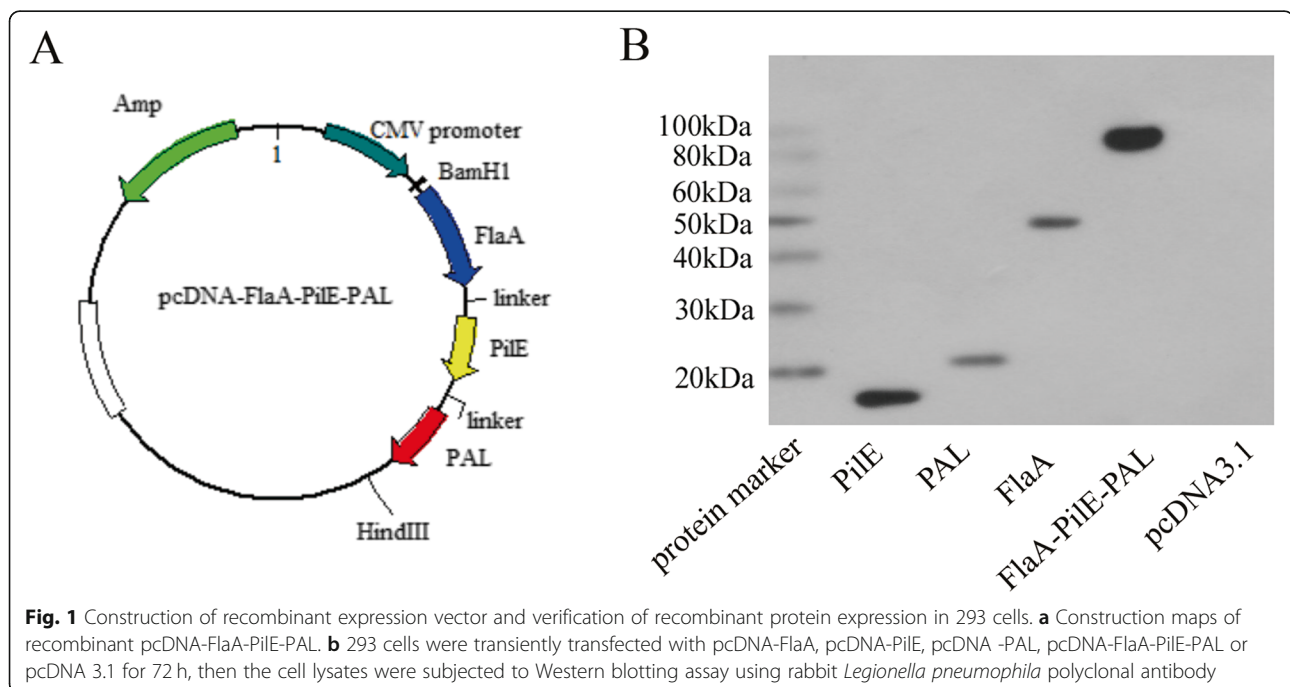 A
Amp
1
CMV promoter
BamH1
FlaA
linker
PilE
linker
PAL
HindIII
pcDNA-FlaA-PilE-PAL
B
100kDa
80kDa
60kDa
50kDa
40kDa
30kDa
20kDa
protein marker
PilE
PAL
FlaA
FlaA-PilE-PAL
pcDNA3.1
Fig. 1 Construction of recombinant expression vector and verification of recombinant protein expression in 293 cells. a Construction maps of
recombinant pcDNA-FlaA-PilE-PAL. b 293 cells were transiently transfected with pcDNA-FlaA, pcDNA-PilE, pcDNA -PAL, pcDNA-FlaA-PilE-PAL or
pcDNA 3.1 for 72 h, then the cell lysates were subjected to Western blotting assay using rabbit Legionella pneumophila polyclonal antibody